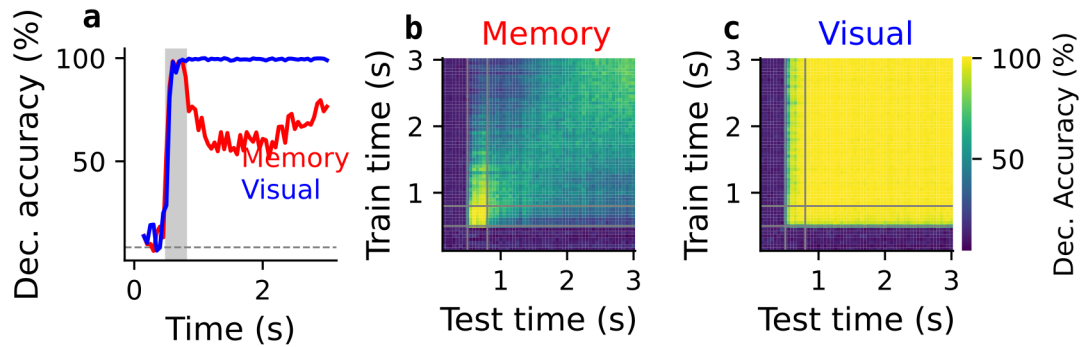 a
Dec. accuracy (%)
100
50
Memory
Visual
0
2
Time (s)
b
Memory
Train time (s)
3
2
1
1
2
3
Test time (s)
c
Visual
Train time (s)
3
2
1
1
2
3
Test time (s)
100
50
Dec. Accuracy (%)